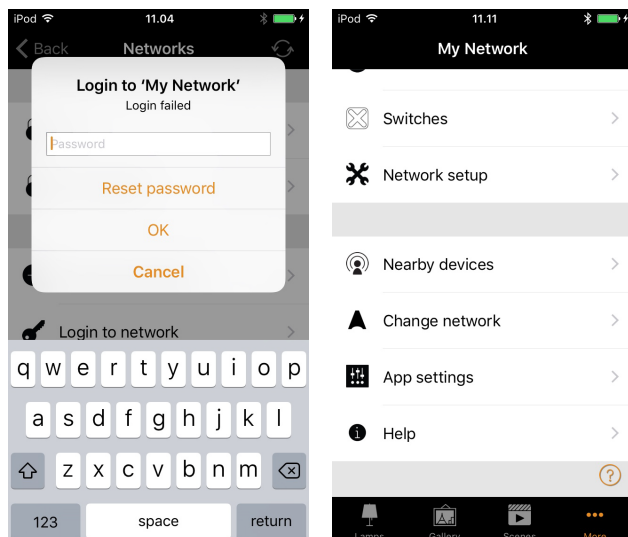 iPod 11.04
Back Networks
Login to ‘My Network’
Login failed
Password
Reset password
OK
Cancel
Login to network
q w e r t y u i o p
a s d f g h j k l
z x c v b n m
123 space return
iPod 11.11
My Network
Switches
Network setup
Nearby devices
Change network
App settings
Help
?
Lamps Gallery Scenes More